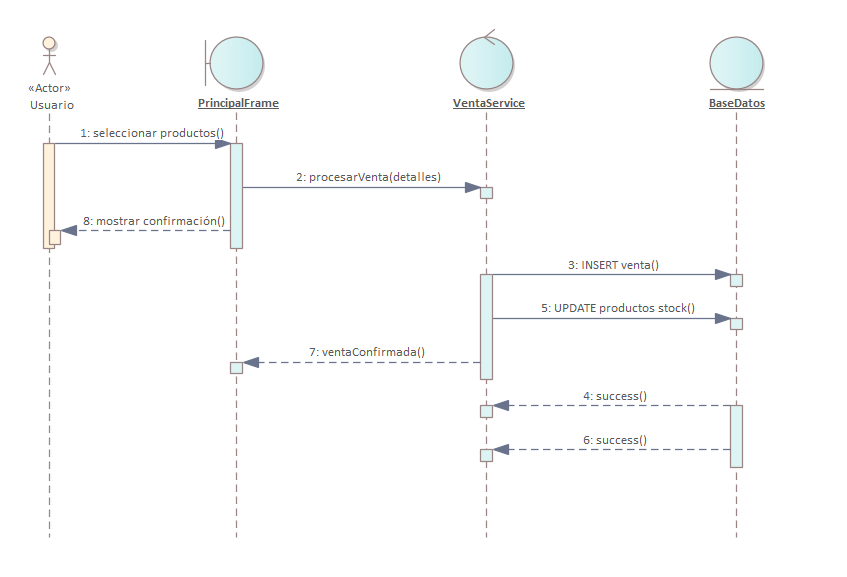 «Actor»
Usuario
PrincipalFrame
VentaService
BaseDatos
1: seleccionar productos()
2: procesarVenta(detalles)
8: mostrar confirmación()
3: INSERT venta()
5: UPDATE productos stock()
7: ventaConfirmada()
4: success()
6: success()